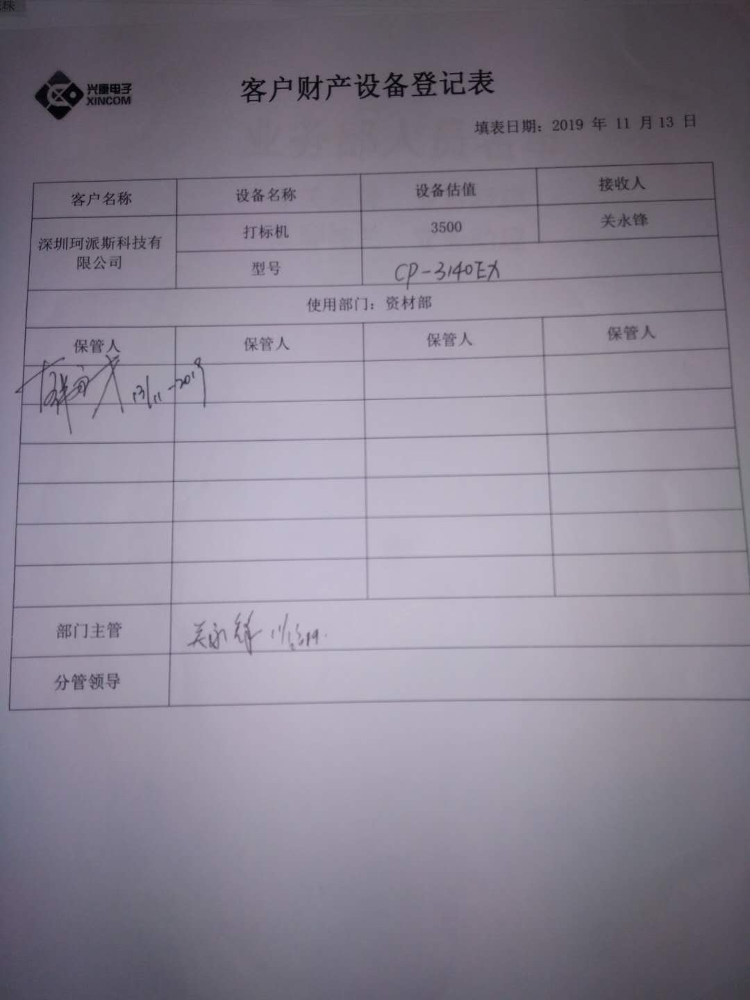 珠
兴康电子
XINCOM
客户财产设备登记表
填表日期：2019 年 11 月 13 日
客户名称 设备名称 设备估值 接收人
深圳珂派斯科技有限公司 打标机 3500 关永锋
型号 CP-3140EX
使用部门：资材部
保管人 保管人 保管人 保管人
13/11-2019
部门主管 关永锋
分管领导